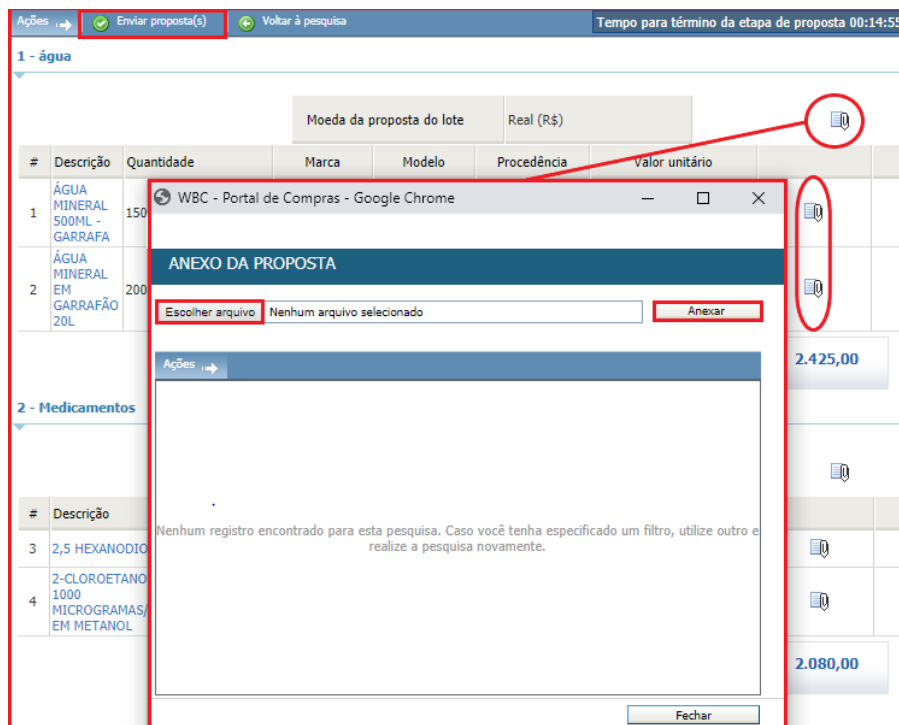 Ações Enviar proposta(s) Voltar à pesquisa Tempo para término da etapa de proposta 00:14:55
1 - água
Moeda da proposta do lote Real (R$)
# Descrição Quantidade Marca Modelo Procedência Valor unitário
1 ÁGUA MINERAL 500ML - GARRAFA 150
2 ÁGUA MINERAL EM GARRAFÃO 20L 200
2.425,00
WBC - Portal de Compras - Google Chrome
ANEXO DA PROPOSTA
Escolher arquivo Nenhum arquivo selecionado Anexar
Ações
Nenhum registro encontrado para esta pesquisa. Caso você tenha especificado um filtro, utilize outro e
realize a pesquisa novamente.
Fechar
2 - Medicamentos
# Descrição
3 2,5 HEXANODIO
4 2-CLOROETANO
1000
MICROGRAMAS/
EM METANOL
2.080,00